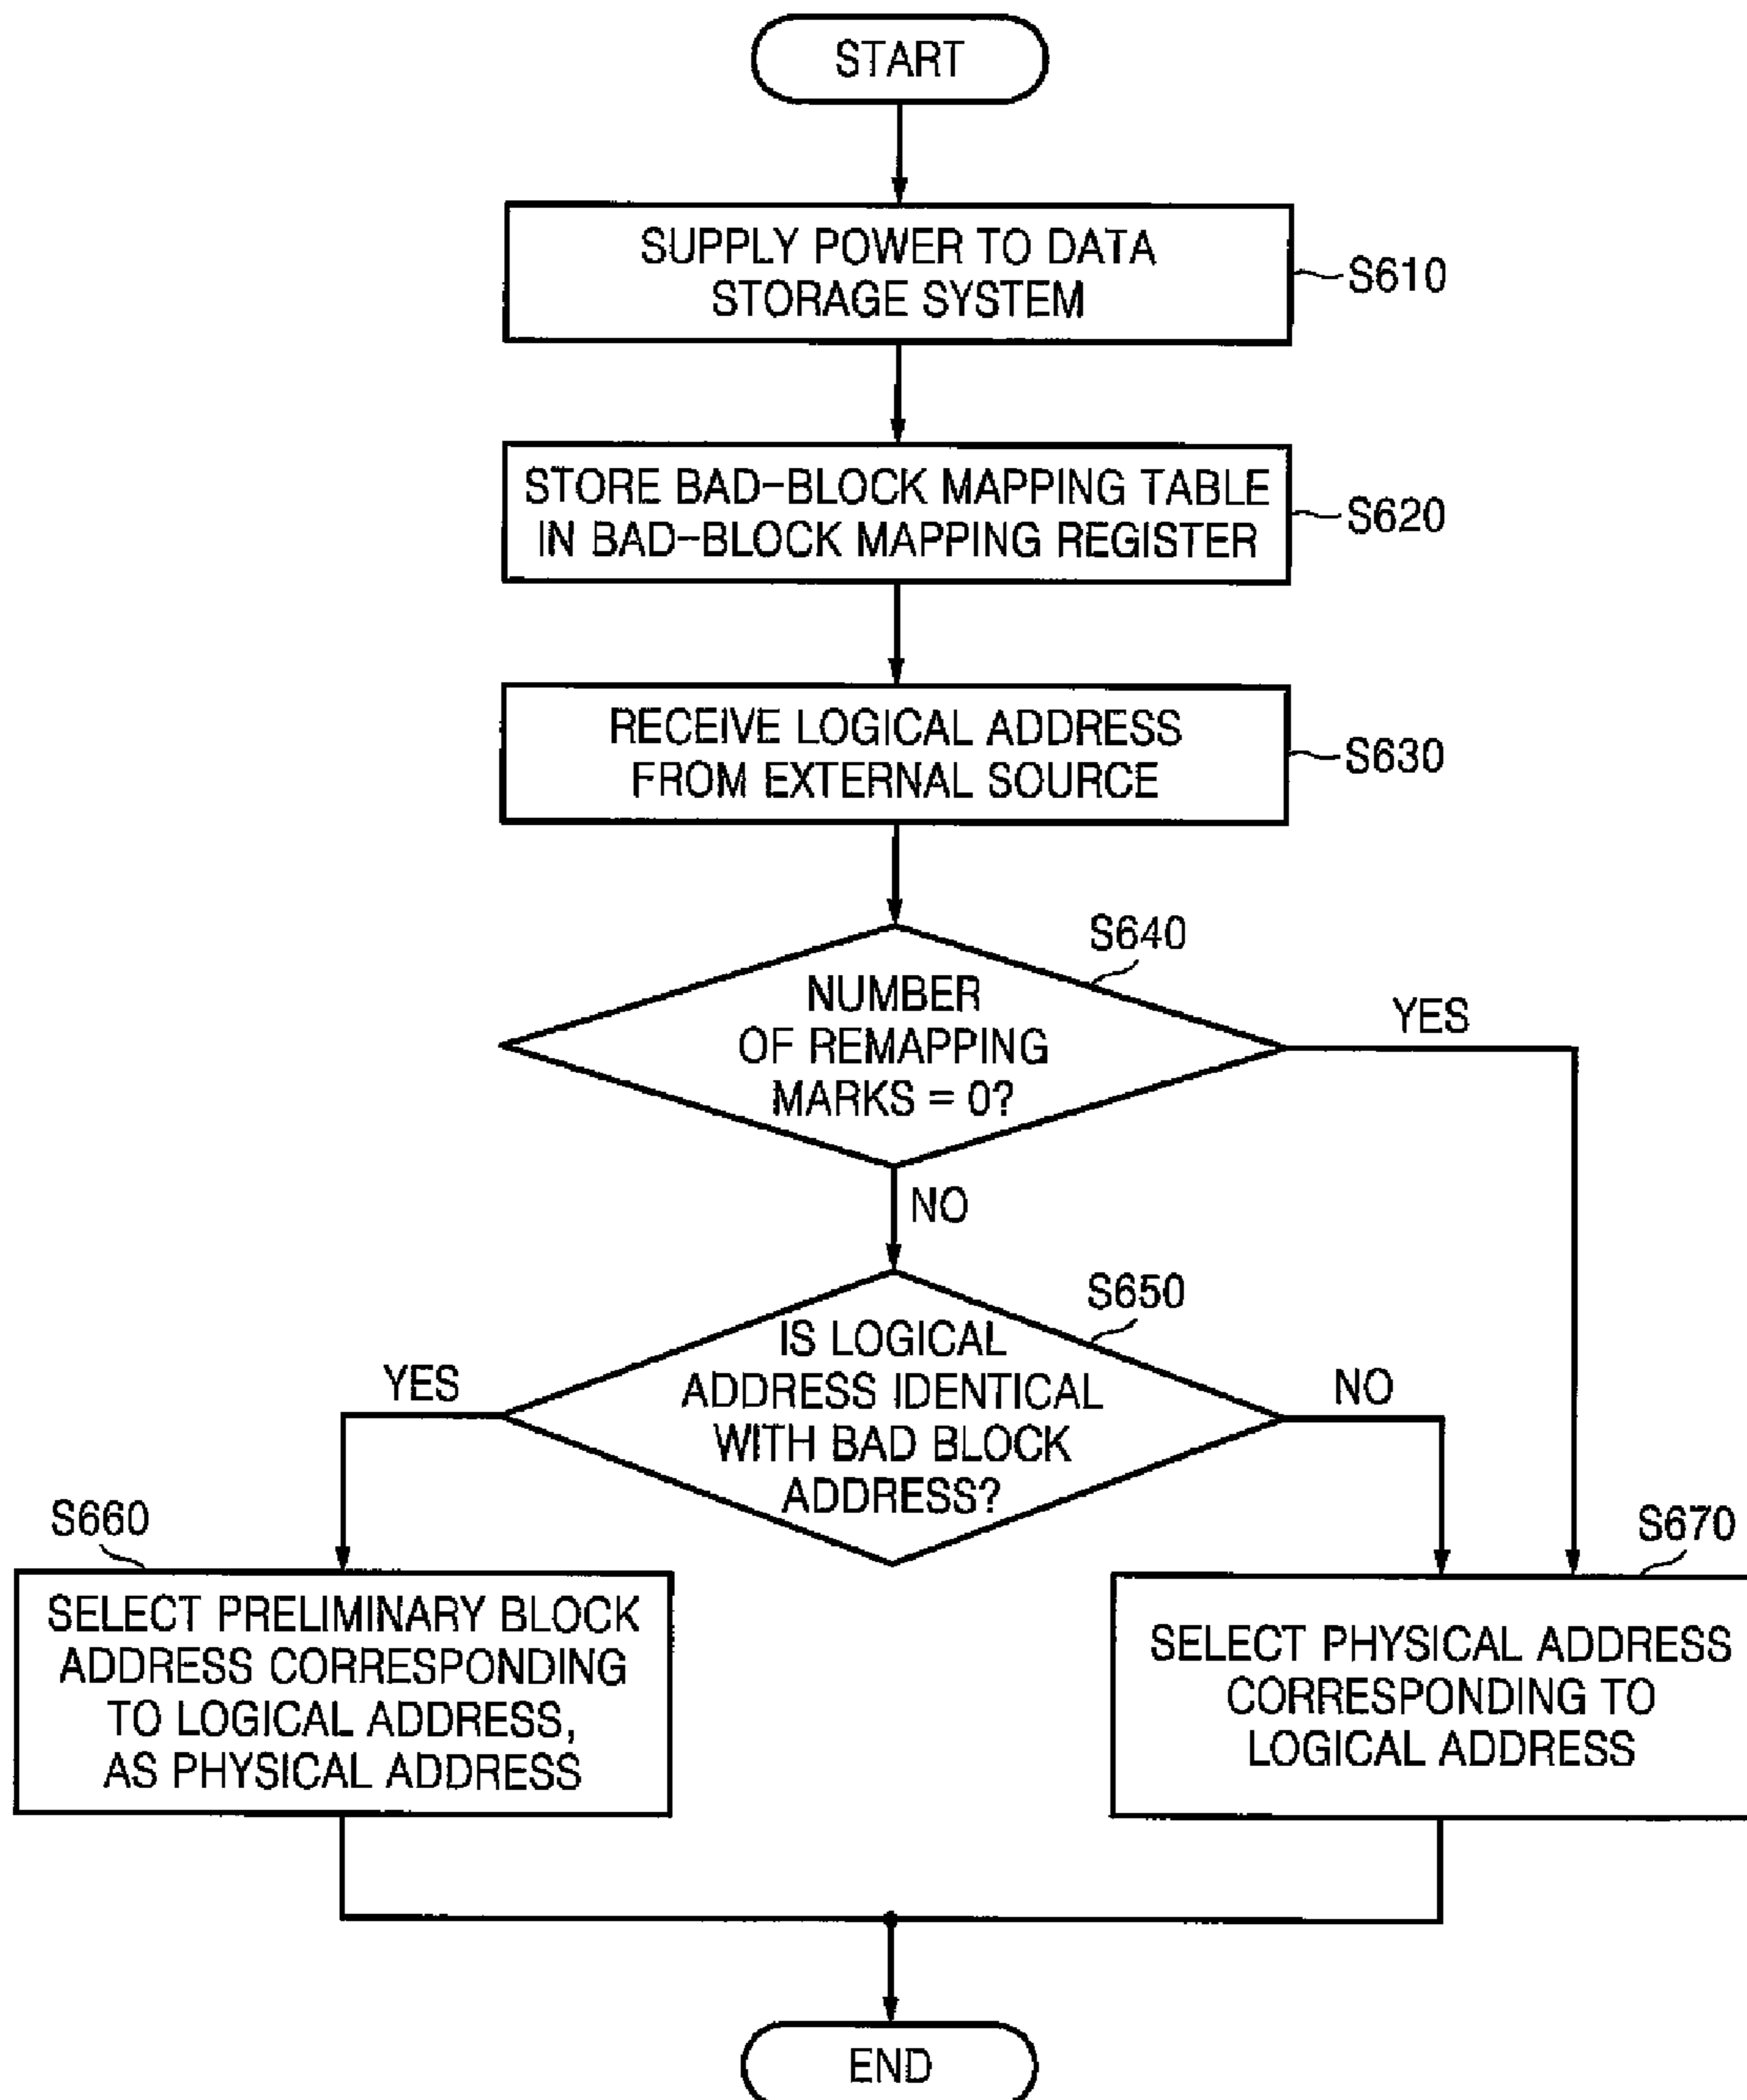 START
SUPPLY POWER TO DATA
STORAGE SYSTEM
S610
STORE BAD-BLOCK MAPPING TABLE
IN BAD-BLOCK MAPPING REGISTER
S620
RECEIVE LOGICAL ADDRESS
FROM EXTERNAL SOURCE
S630
S640
NUMBER
OF REMAPPING
MARKS = 0?
YES
NO
S650
IS LOGICAL
ADDRESS IDENTICAL
WITH BAD BLOCK
ADDRESS?
YES
NO
S660
SELECT PRELIMINARY BLOCK
ADDRESS CORRESPONDING
TO LOGICAL ADDRESS,
AS PHYSICAL ADDRESS
S670
SELECT PHYSICAL ADDRESS
CORRESPONDING TO
LOGICAL ADDRESS
END